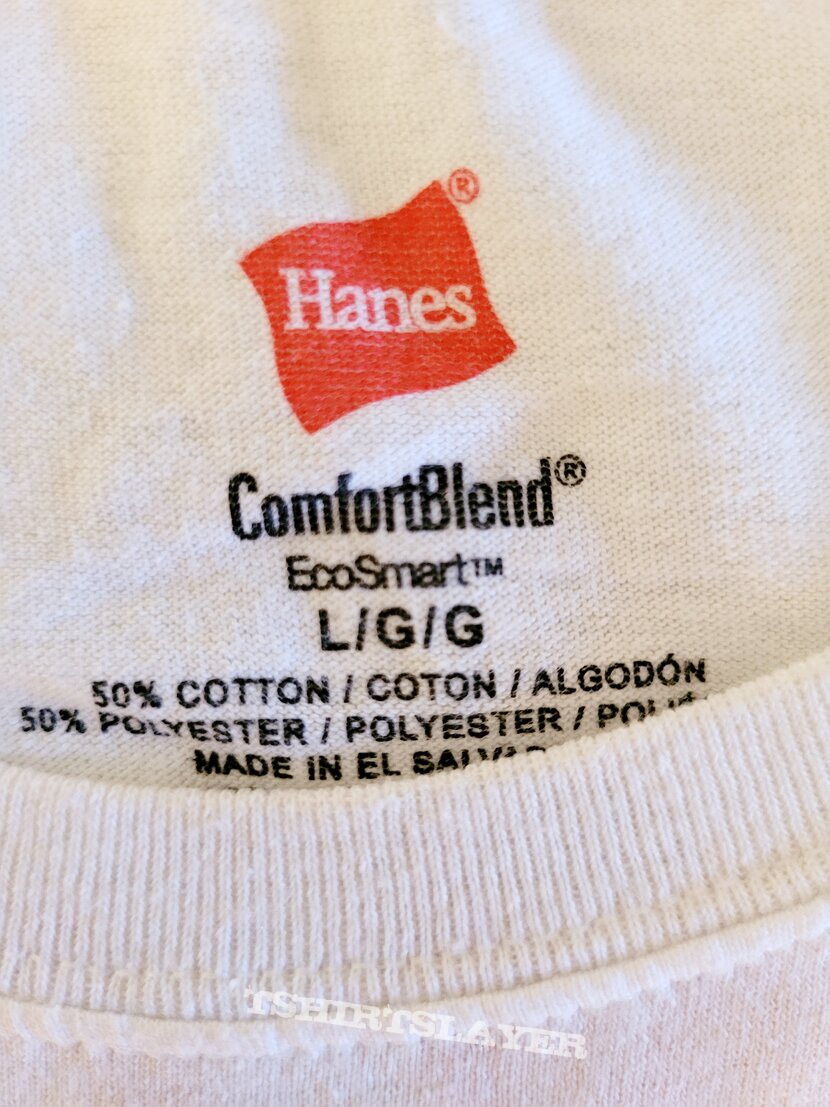 ®
Hanes
ComfortBlend®
EcoSmart™
L/G/G
50% COTTON / COTON / ALGODÓN
50% POLYESTER / POLYESTER /
MADE IN EL
TSHIRTSLAYER